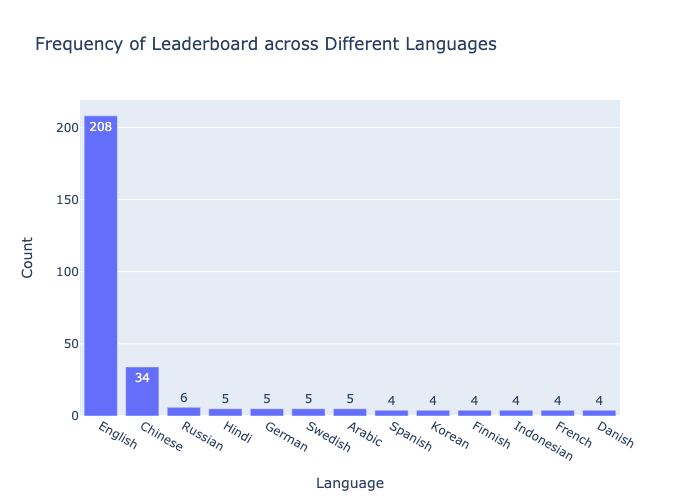 Frequency of Leaderboard across Different Languages
Count
200
150
100
50
0
208
34
6
5
5
5
5
4
4
4
4
4
4
English
Chinese
Russian
Hindi
German
Swedish
Arabic
Spanish
Korean
Finnish
Indonesian
French
Danish
Language